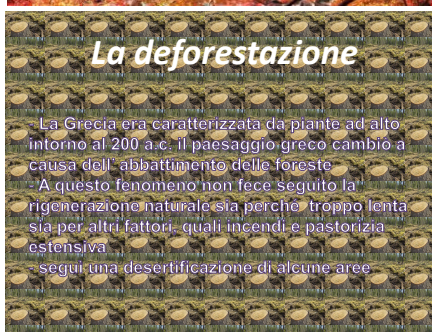 La deforestazione
La Grecia era caratterizzata da piante ad alto
intorno al 200 a.c. il paesaggio greco cambiò a
causa dell' abbattimento delle foreste
A questo fenomeno non fece seguito la
rigenerazione naturale sia perché troppo lenta
sia per altri fattori, quali incendi e pastorizia
estensiva
segui una desertificazione di alcune aree